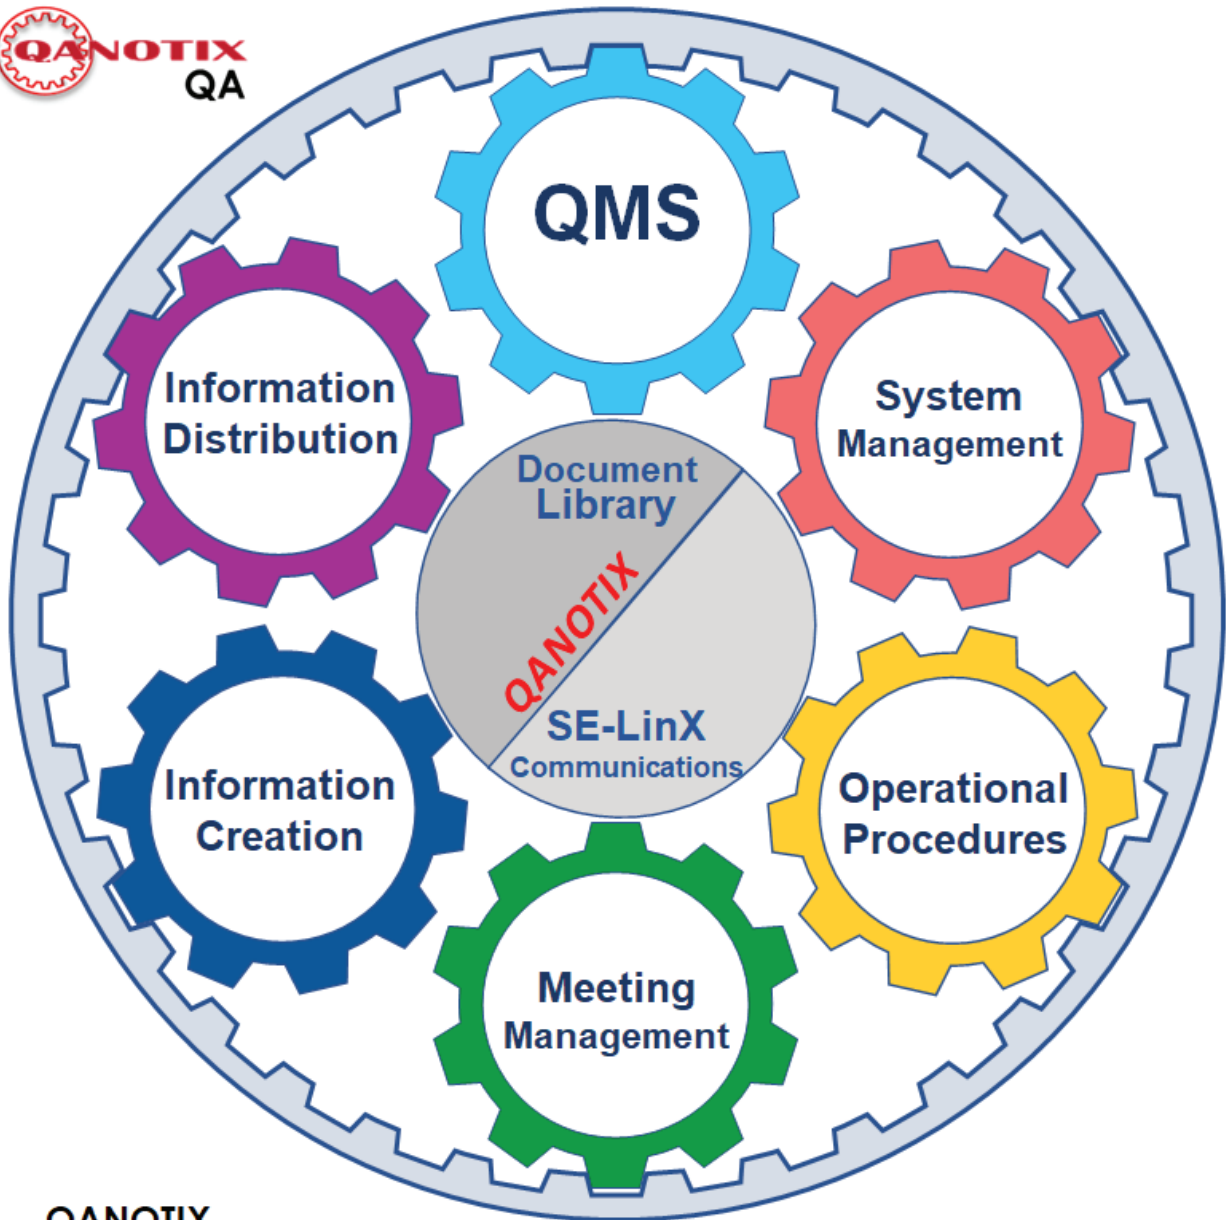 QANOTIX
QA
QMS
Information
Distribution
System
Management
Document
Library
QANOTIX
SE-LinX
Communications
Information
Creation
Operational
Procedures
Meeting
Management
QANOTIX